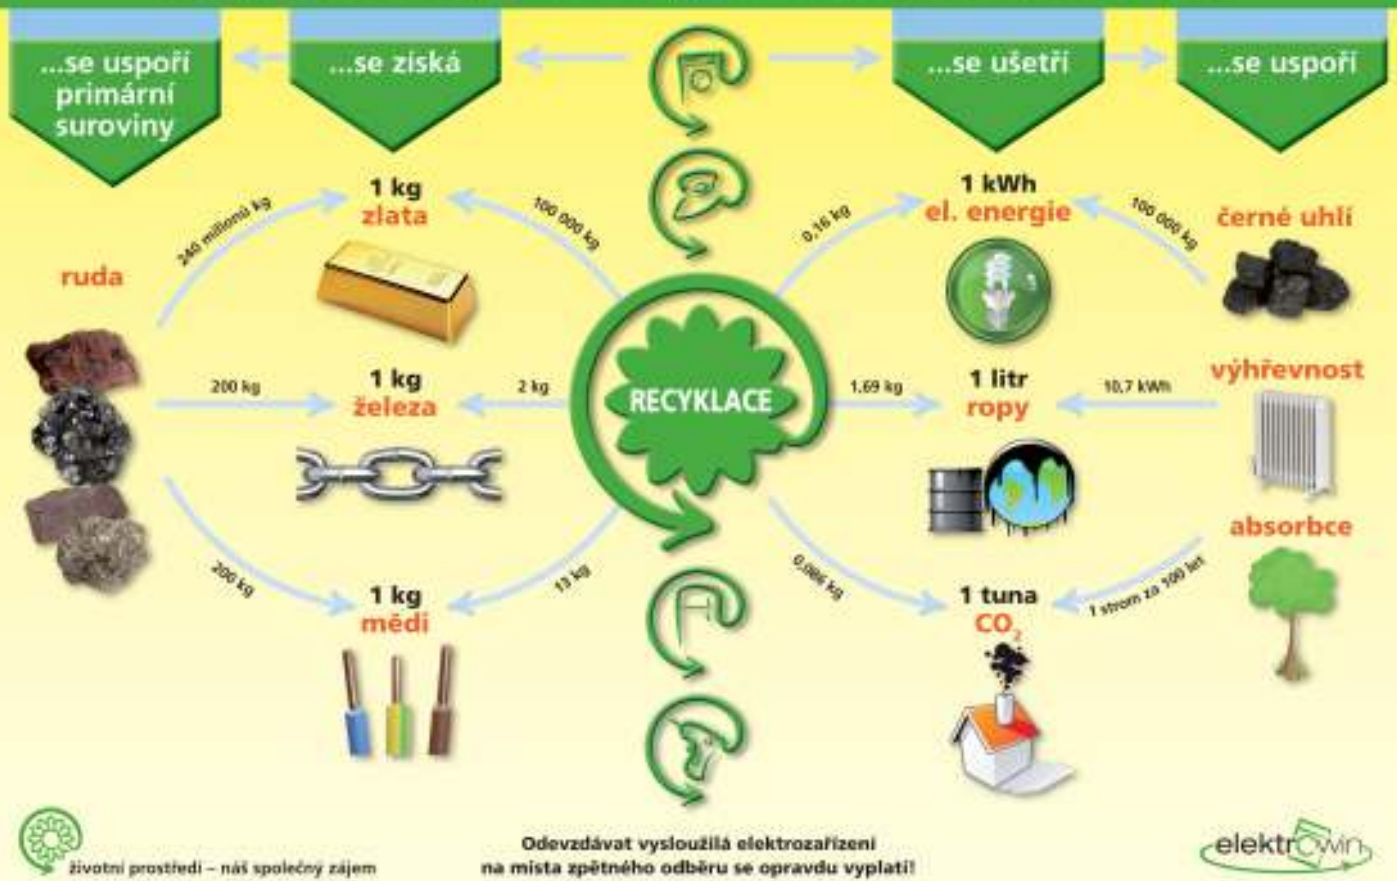 ...se uspoří
primární
suroviny
...se získá
...se ušetří
...se uspoří
ruda
240 milionů kg
200 kg
200 kg
1 kg
zlata
1 kg
železa
1 kg
mědi
100 000 kg
2 kg
13 kg
RECYKLACE
0,16 kg
1,69 kg
0,086 kg
1 kWh
el. energie
1 litr
ropy
1 tuna
CO₂
100 000 kg
10,7 kWh
1 strom za 100 let
černé uhlí
výhřevnost
absorbce
životní prostředí – náš společný zájem
Odevzdávat vysloužilá elektrozařízení
na místa zpětného odběru se opravdu vyplatí!
elektrowin